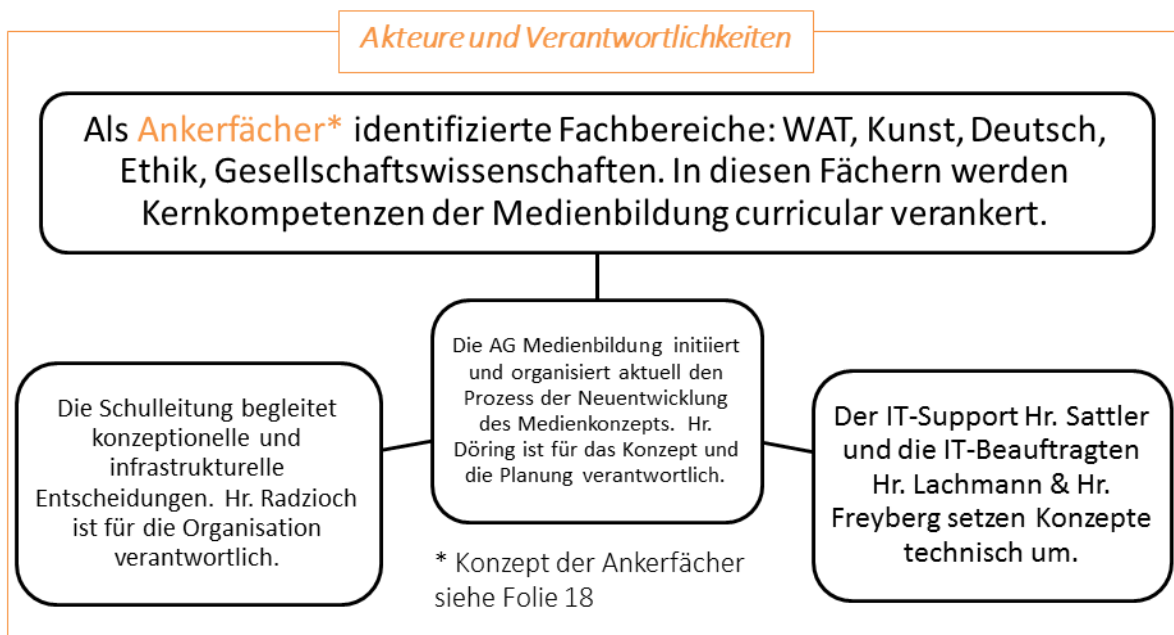 Akteure und Verantwortlichkeiten
Als Ankerfächer* identifizierte Fachbereiche: WAT, Kunst, Deutsch,
Ethik, Gesellschaftswissenschaften. In diesen Fächern werden
Kernkompetenzen der Medienbildung curricular verankert.
Die AG Medienbildung initiiert
und organisiert aktuell den
Prozess der Neuentwicklung
des Medienkonzepts. Hr.
Döring ist für das Konzept und
die Planung verantwortlich.
Die Schulleitung begleitet
konzeptionelle und
infrastrukturelle
Entscheidungen. Hr. Radzioch
ist für die Organisation
verantwortlich.
Der IT-Support Hr. Sattler
und die IT-Beauftragten
Hr. Lachmann & Hr.
Freyberg setzen Konzepte
technisch um.
* Konzept der Ankerfächer
siehe Folie 18